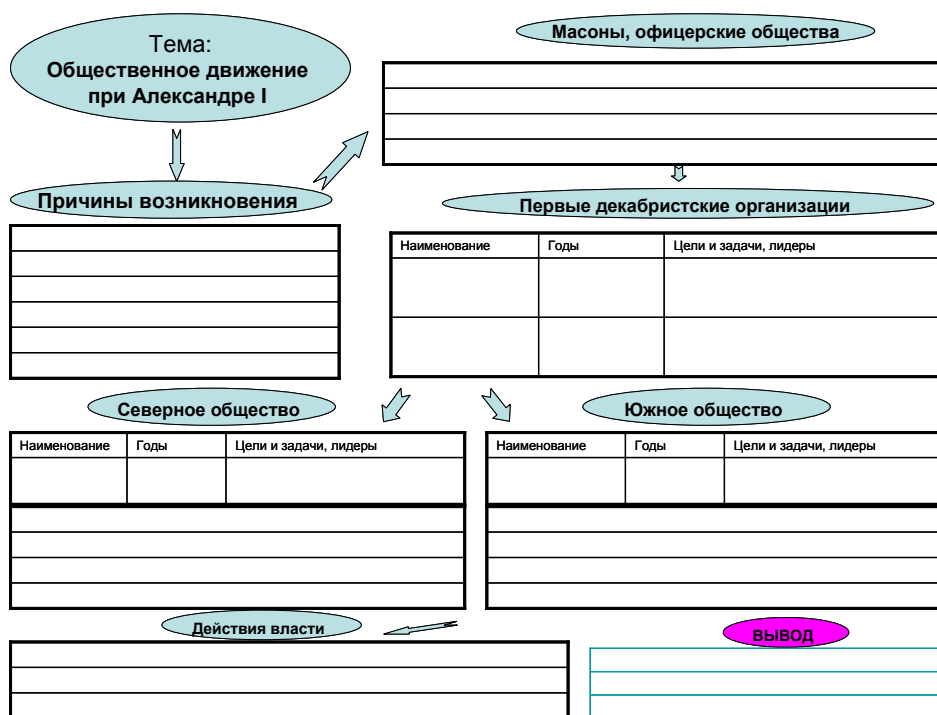 Тема:
Общественное движение
при Александре I
Масоны, офицерские общества
Причины возникновения
Первые декабристские организации
Наименование Годы Цели и задачи, лидеры
Северное общество
Южное общество
Наименование Годы Цели и задачи, лидеры
Наименование Годы Цели и задачи, лидеры
Действия власти
ВЫВОД